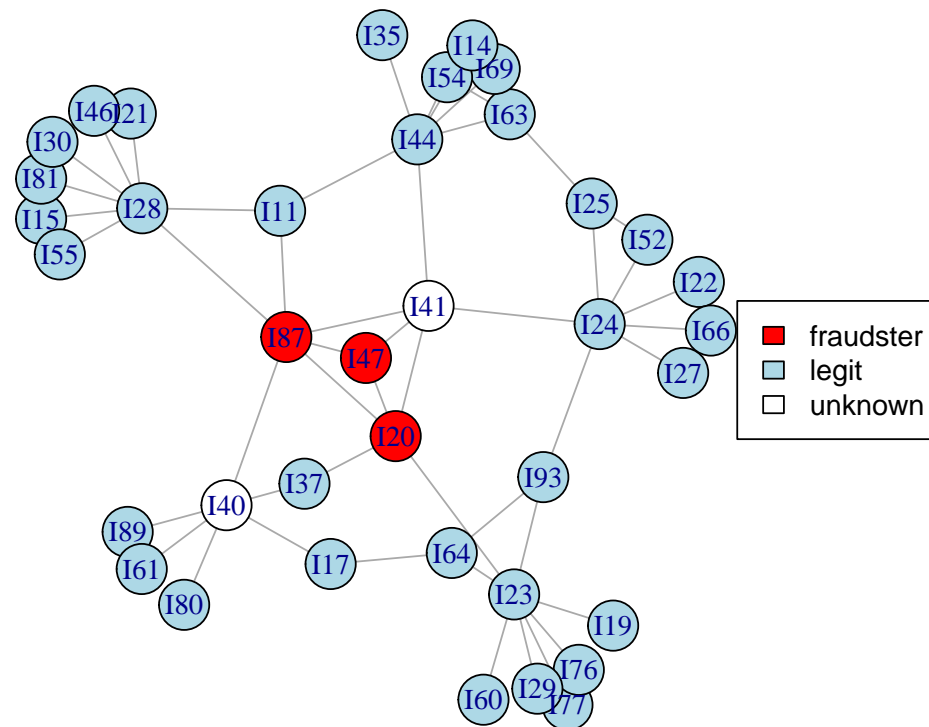 I35
I14
I69
I54
I63
I46
I21
I30
I44
I81
I15
I28
I11
I25
I55
I52
I22
I41
I24
I66
I87
I47
I27
fraudster
legit
unknown
I20
I37
I93
I40
I89
I61
I17
I64
I80
I23
I19
I76
I29
I60
I77